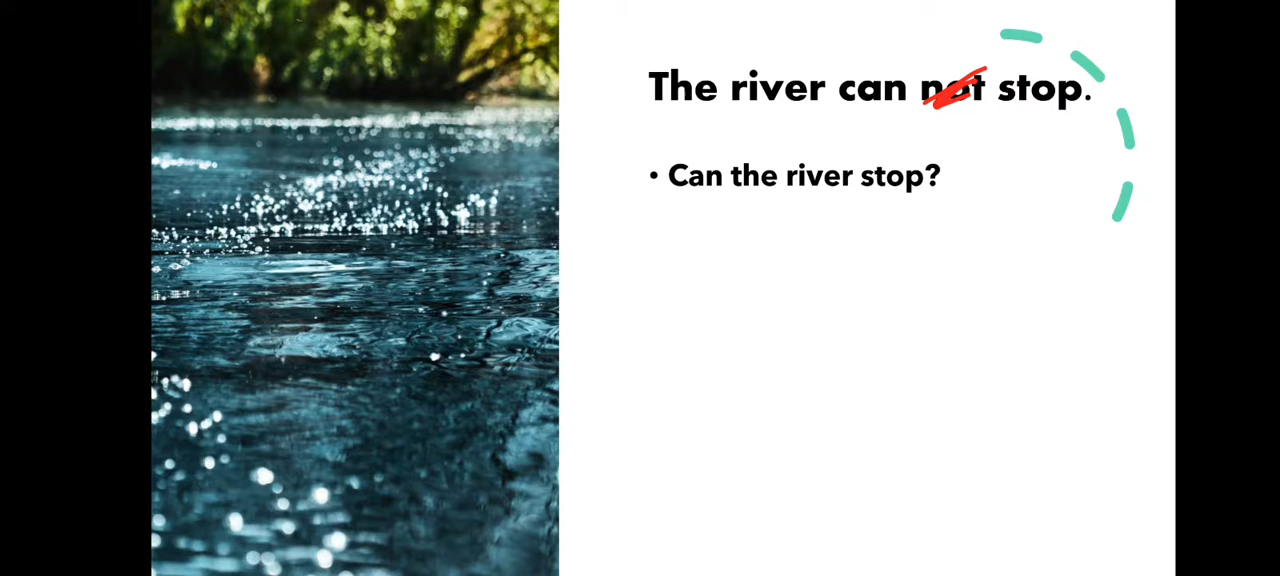 The river can not stop.
• Can the river stop?